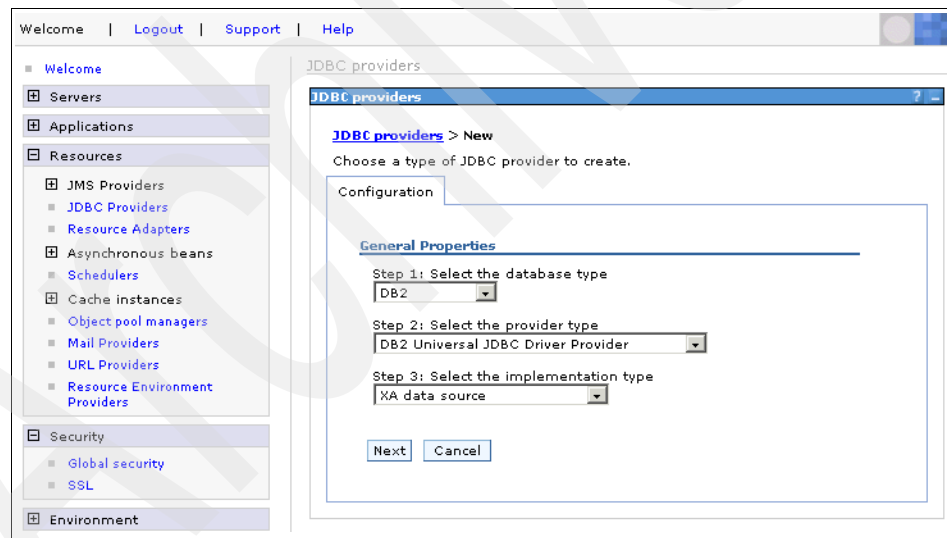 Welcome | Logout | Support | Help
Welcome
Servers
Applications
Resources
JMS Providers
JDBC Providers
Resource Adapters
Asynchronous beans
Schedulers
Cache instances
Object pool managers
Mail Providers
URL Providers
Resource Environment
Providers
Security
Global security
SSL
Environment
JDBC providers
JDBC providers ? –
JDBC providers > New
Choose a type of JDBC provider to create.
Configuration
General Properties
Step 1: Select the database type
DB2
Step 2: Select the provider type
DB2 Universal JDBC Driver Provider
Step 3: Select the implementation type
XA data source
Next Cancel